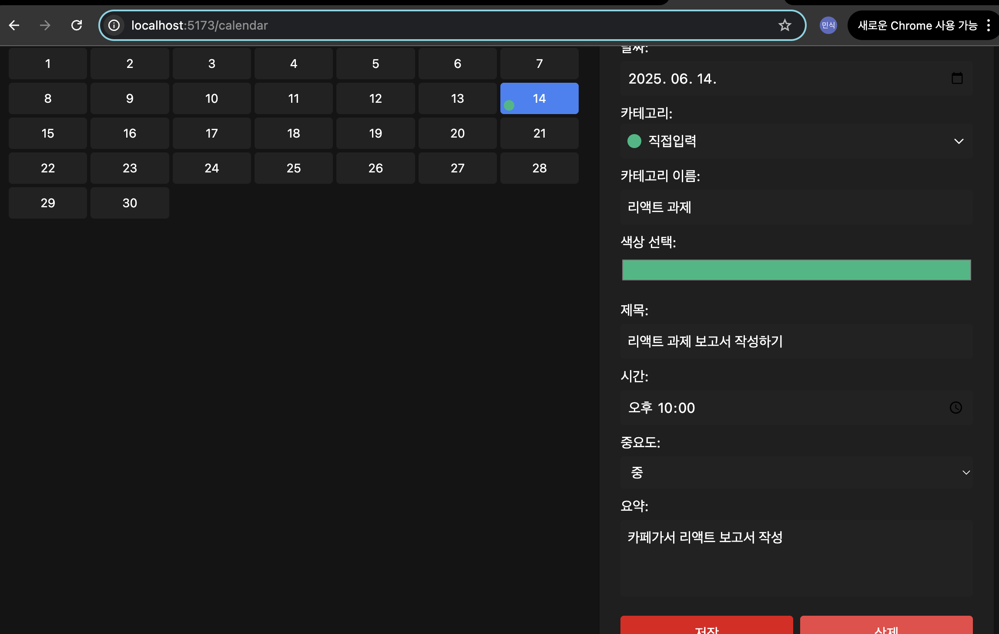 localhost:5173/calendar
민식
새로운 Chrome 사용 가능
1 2 3 4 5 6 7
8 9 10 11 12 13 14
15 16 17 18 19 20 21
22 23 24 25 26 27 28
29 30
날짜:
2025. 06. 14.
카테고리:
직접입력
카테고리 이름:
리액트 과제
색상 선택:
제목:
리액트 과제 보고서 작성하기
시간:
오후 10:00
중요도:
중
요약:
카페가서 리액트 보고서 작성
저장 삭제